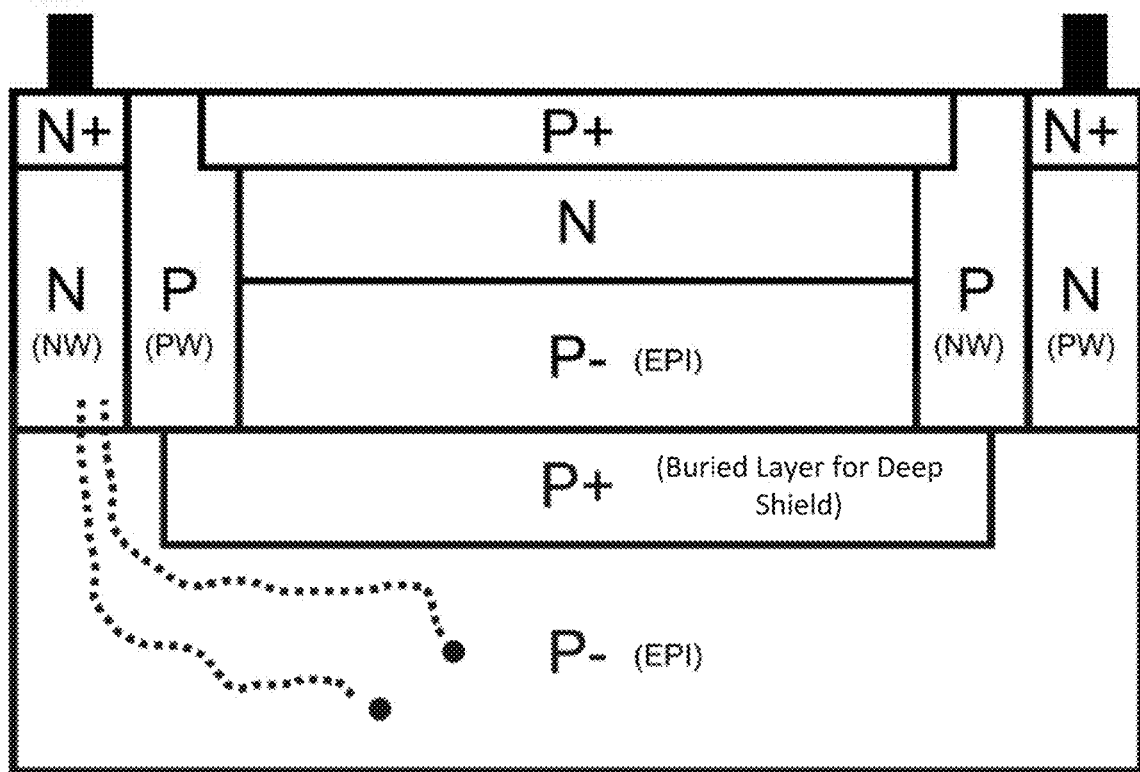 N+
P+
N+
N
N
(NW)
P
(PW)
P
(NW)
N
(PW)
P- (EPI)
P+ (Buried Layer for Deep
Shield)
P- (EPI)